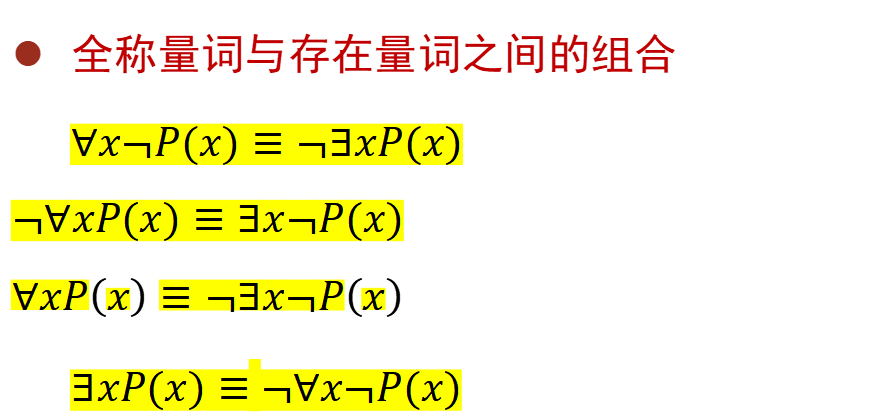 ● 全称量词与存在量词之间的组合
∀x¬P(x) ≡ ¬∃xP(x)
¬∀xP(x) ≡ ∃x¬P(x)
∀xP(x) ≡ ¬∃x¬P(x)
∃xP(x) ≡ ¬∀x¬P(x)